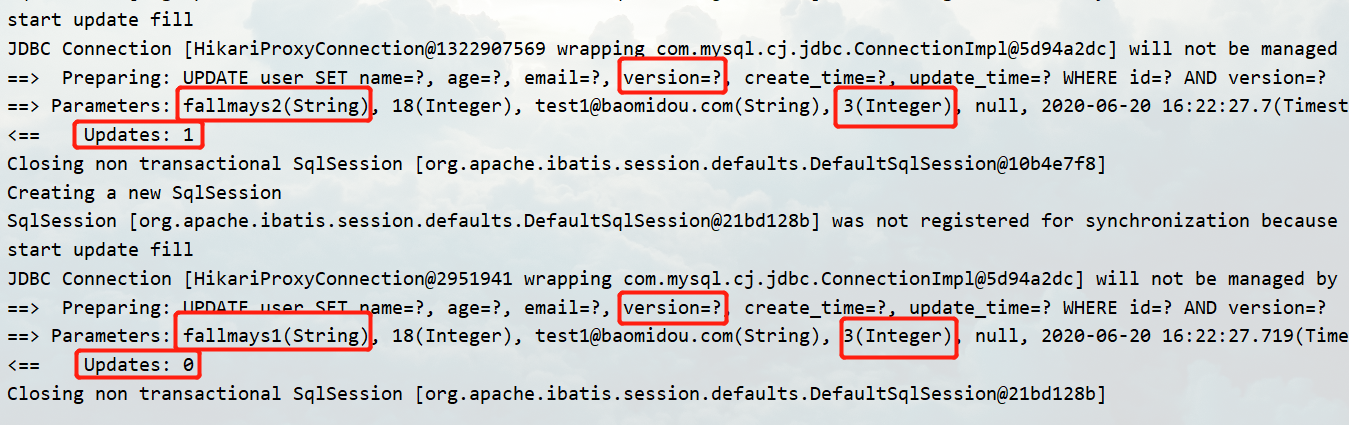 start update fill
JDBC Connection [HikariProxyConnection@1322907569 wrapping com.mysql.cj.jdbc.ConnectionImpl@5d94a2dc] will not be managed
==>  Preparing: UPDATE user SET name=?, age=?, email=?, version=?, create_time=?, update_time=? WHERE id=? AND version=?
==> Parameters: fallmays2(String), 18(Integer), test1@baomidou.com(String), 3(Integer), null, 2020-06-20 16:22:27.7(Timest
<==    Updates: 1
Closing non transactional SqlSession [org.apache.ibatis.session.defaults.DefaultSqlSession@10b4e7f8]
Creating a new SqlSession
SqlSession [org.apache.ibatis.session.defaults.DefaultSqlSession@21bd128b] was not registered for synchronization because
start update fill
JDBC Connection [HikariProxyConnection@2951941 wrapping com.mysql.cj.jdbc.ConnectionImpl@5d94a2dc] will not be managed by
==>  Preparing: UPDATE user SET name=?, age=?, email=?, version=?, create_time=?, update_time=? WHERE id=? AND version=?
==> Parameters: fallmays1(String), 18(Integer), test1@baomidou.com(String), 3(Integer), null, 2020-06-20 16:22:27.719(Time
<==    Updates: 0
Closing non transactional SqlSession [org.apache.ibatis.session.defaults.DefaultSqlSession@21bd128b]